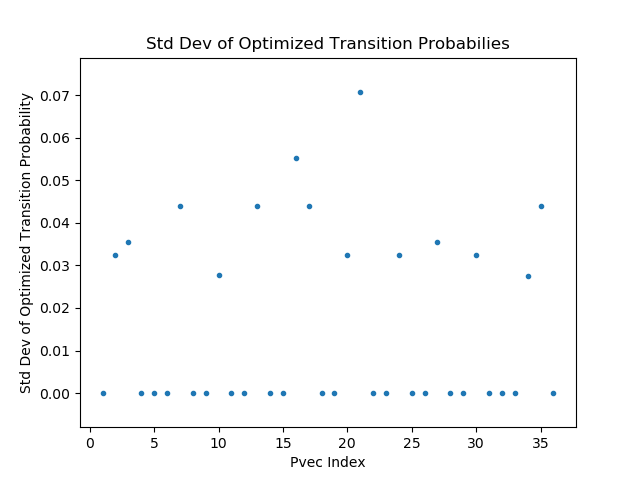 Std Dev of Optimized Transition Probabilies
Std Dev of Optimized Transition Probability
0.07
0.06
0.05
0.04
0.03
0.02
0.01
0.00
0 5 10 15 20 25 30 35
Pvec Index